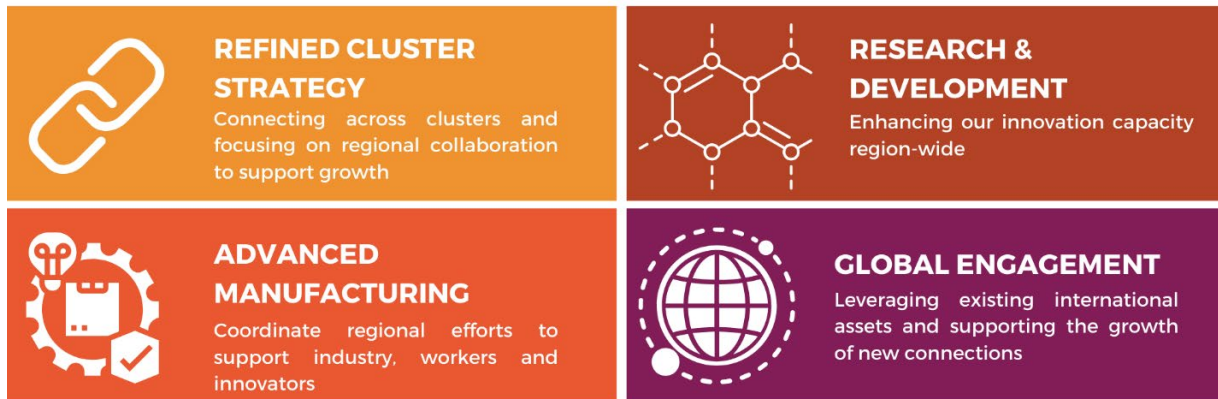 REFINED CLUSTER
STRATEGY
Connecting across clusters and
focusing on regional collaboration
to support growth
RESEARCH &
DEVELOPMENT
Enhancing our innovation capacity
region-wide
ADVANCED
MANUFACTURING
Coordinate regional efforts to
support industry, workers and
innovators
GLOBAL ENGAGEMENT
Leveraging existing international
assets and supporting the growth
of new connections